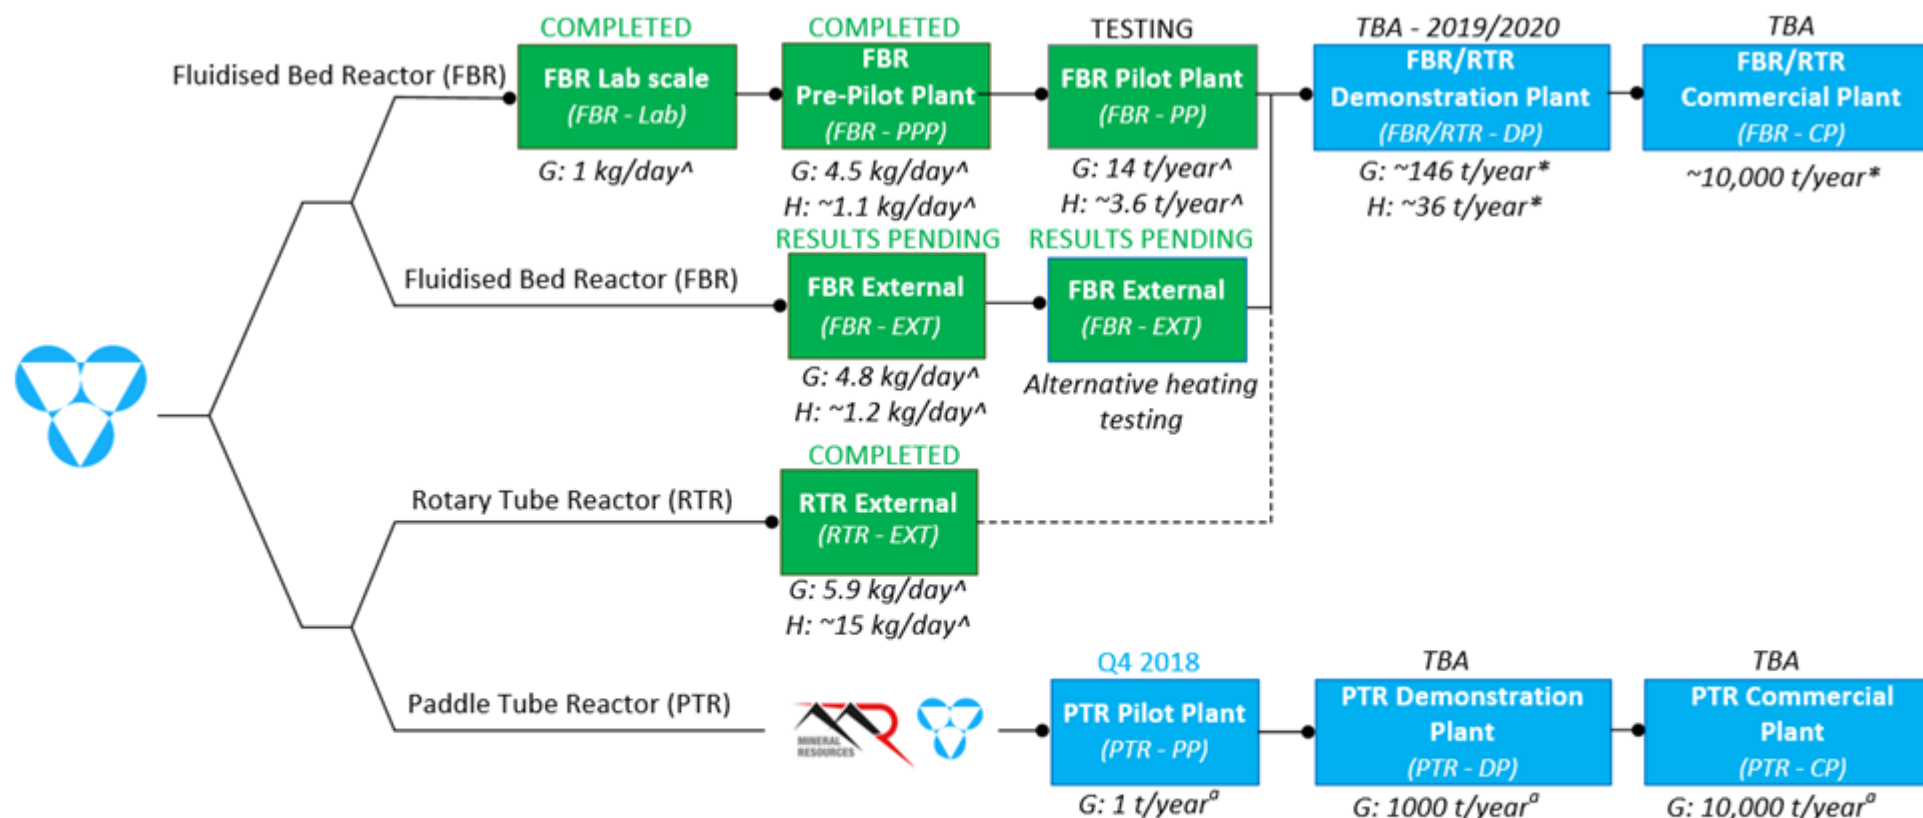 COMPLETED
COMPLETED
TESTING
TBA - 2019/2020
TBA
Fluidised Bed Reactor (FBR)
FBR Lab scale
(FBR - Lab)
FBR
Pre-Pilot Plant
(FBR - PPP)
FBR Pilot Plant
(FBR - PP)
FBR/RTR
Demonstration Plant
(FBR/RTR - DP)
FBR/RTR
Commercial Plant
(FBR - CP)
G: 1 kg/day^
G: 4.5 kg/day^
H: ~1.1 kg/day^
G: 14 t/year^
H: ~3.6 t/year^
G: ~146 t/year*
H: ~36 t/year*
~10,000 t/year*
RESULTS PENDING
RESULTS PENDING
Fluidised Bed Reactor (FBR)
FBR External
(FBR - EXT)
FBR External
(FBR - EXT)
G: 4.8 kg/day^
H: ~1.2 kg/day^
Alternative heating
testing
COMPLETED
Rotary Tube Reactor (RTR)
RTR External
(RTR - EXT)
G: 5.9 kg/day^
H: ~15 kg/day^
Q4 2018
TBA
TBA
Paddle Tube Reactor (PTR)
MINERAL
RESOURCES
PTR Pilot Plant
(PTR - PP)
PTR Demonstration
Plant
(PTR - DP)
PTR Commercial
Plant
(PTR - CP)
G: 1 t/yearᵃ
G: 1000 t/yearᵃ
G: 10,000 t/yearᵃ